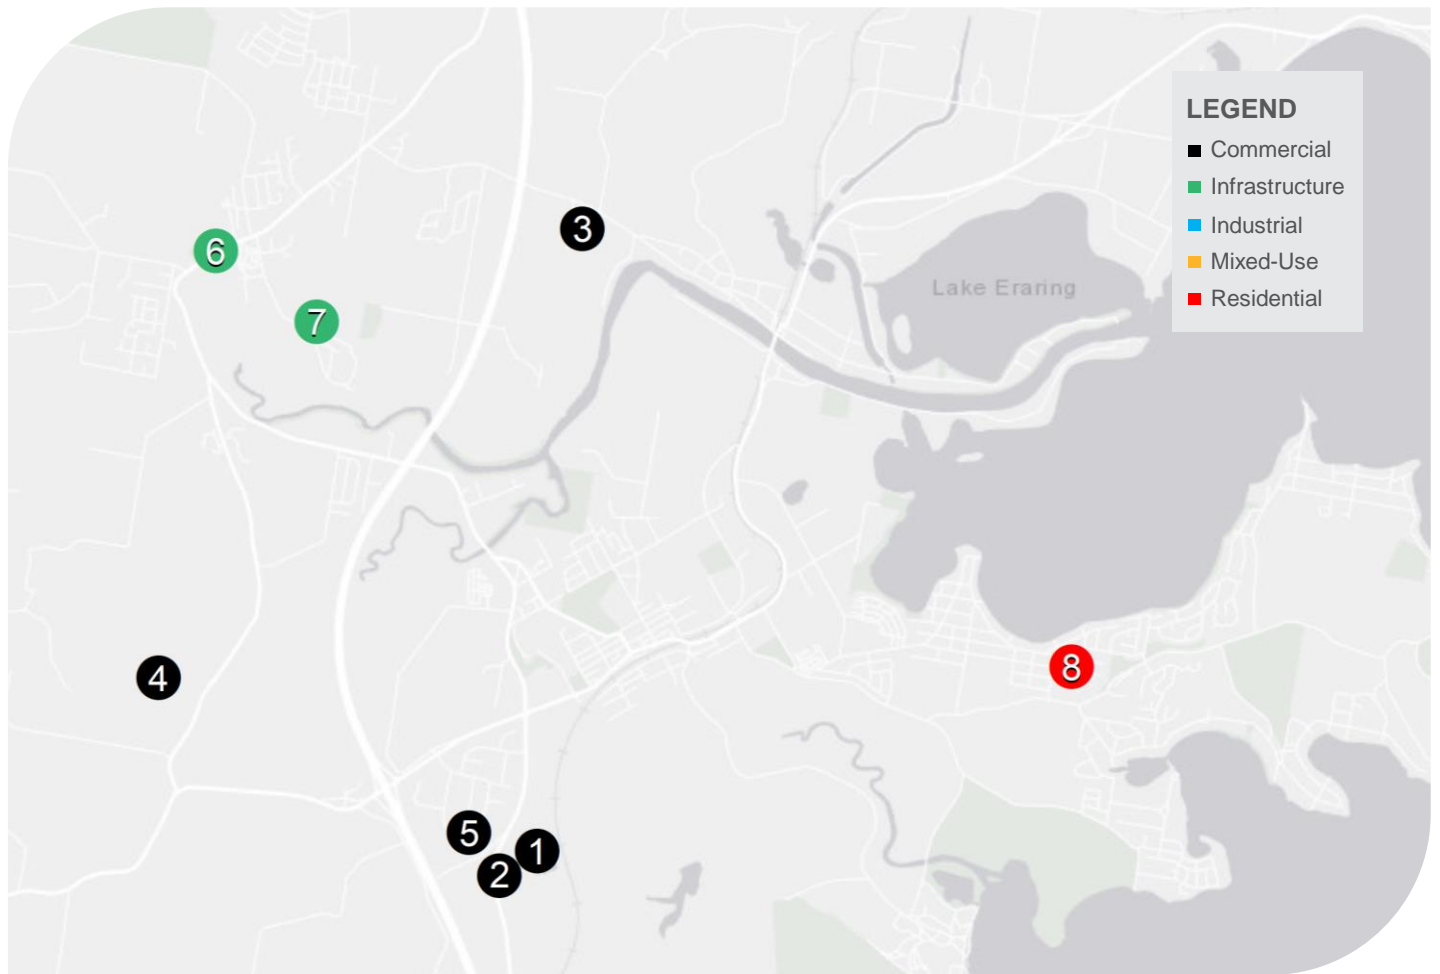 LEGEND
Commercial
Infrastructure
Industrial
Mixed-Use
Residential
3
6
Lake Eraring
7
8
4
5
1
2